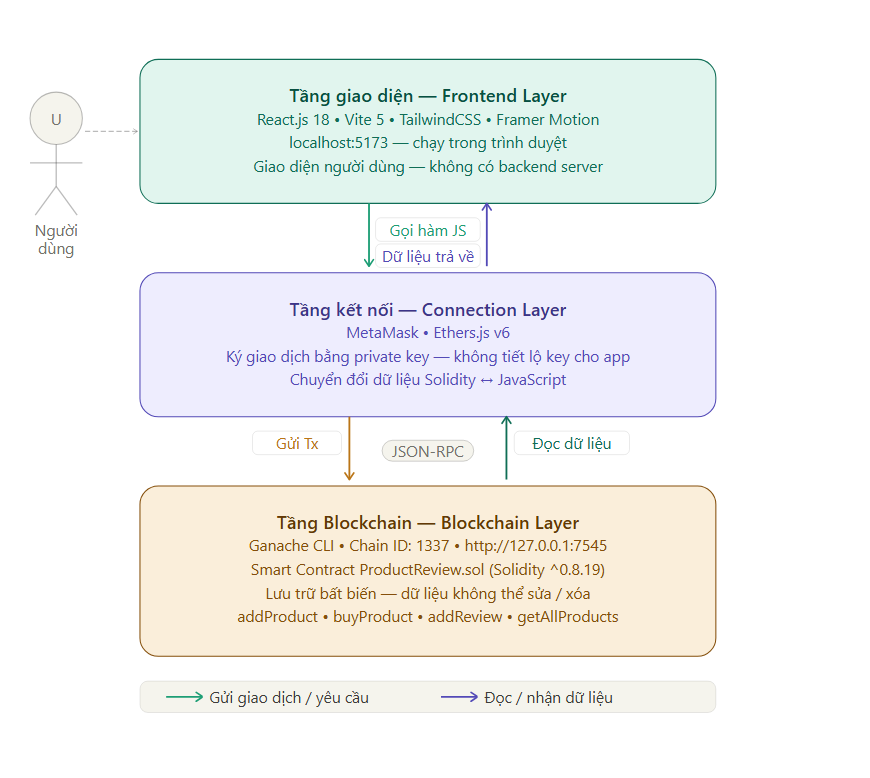 Tầng giao diện — Frontend Layer
React.js 18 • Vite 5 • TailwindCSS • Framer Motion
localhost:5173 — chạy trong trình duyệt
Giao diện người dùng — không có backend server
U
Người
dùng
Gọi hàm JS
Dữ liệu trả về
Tầng kết nối — Connection Layer
MetaMask • Ethers.js v6
Ký giao dịch bằng private key — không tiết lộ key cho app
Chuyển đổi dữ liệu Solidity ↔ JavaScript
Gửi Tx
JSON-RPC
Đọc dữ liệu
Tầng Blockchain — Blockchain Layer
Ganache CLI • Chain ID: 1337 • http://127.0.0.1:7545
Smart Contract ProductReview.sol (Solidity ^0.8.19)
Lưu trữ bất biến — dữ liệu không thể sửa / xóa
addProduct • buyProduct • addReview • getAllProducts
Gửi giao dịch / yêu cầu
Đọc / nhận dữ liệu